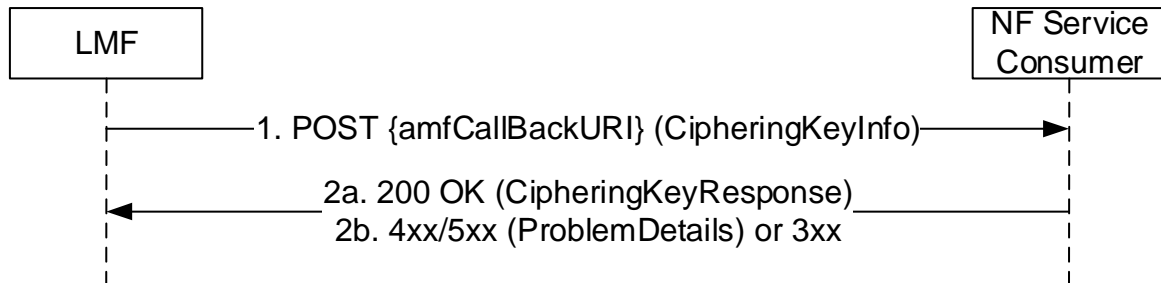 LMF
NF Service
Consumer
1. POST {amfCallBackURI} (CipheringKeyInfo)
2a. 200 OK (CipheringKeyResponse)
2b. 4xx/5xx (ProblemDetails) or 3xx